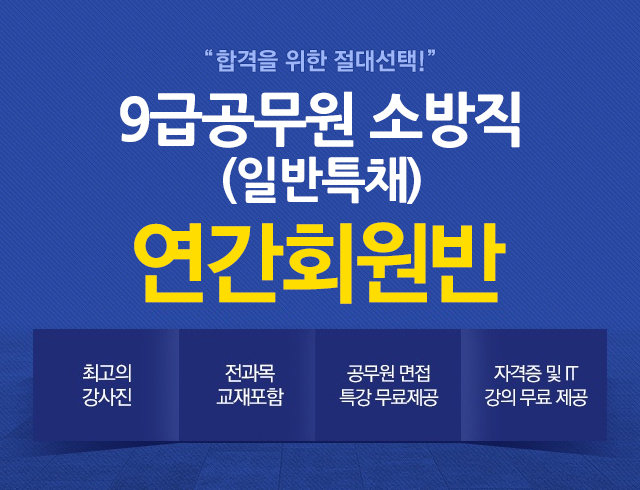 “합격을 위한 절대선택!”
9급공무원 소방직
(일반특채)
연간회원반
최고의
강사진
전과목
교재포함
공무원 면접
특강 무료제공
자격증 및 IT
강의 무료 제공